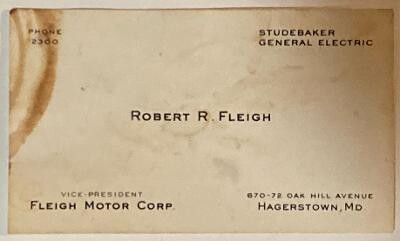 PHONE
2300
STUDEBAKER
GENERAL ELECTRIC
ROBERT R. FLEIGH
VICE-PRESIDENT
FLEIGH MOTOR CORP.
670-72 OAK HILL AVENUE
HAGERSTOWN, MD.